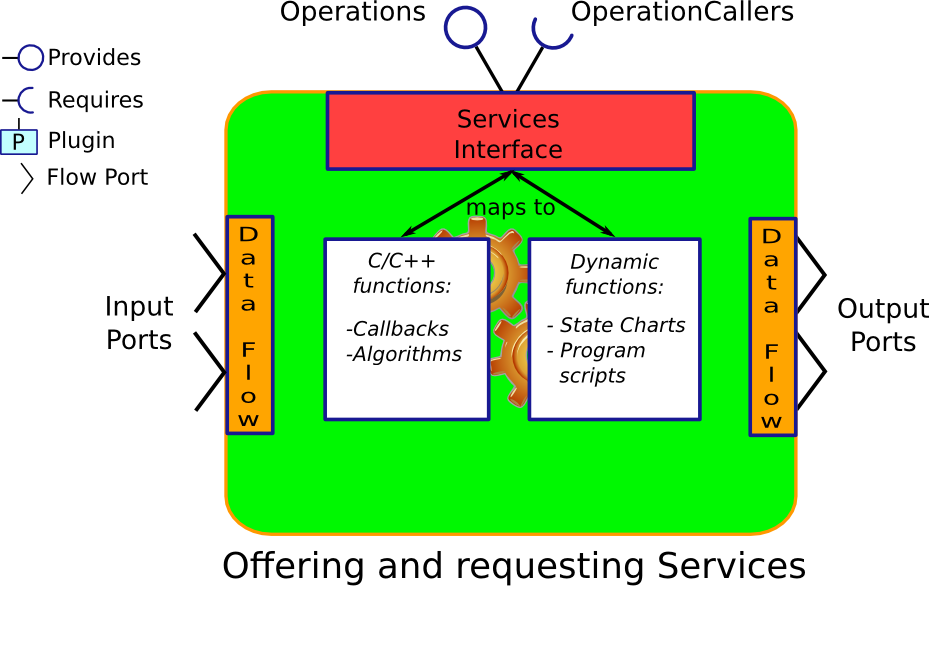 Operations
OperationCallers
Provides
Requires
P
Plugin
Flow Port
Services
Interface
maps to
Data Flow
C/C++
functions:
-Callbacks
-Algorithms
Dynamic
functions:
- State Charts
- Program
scripts
Data Flow
Input
Ports
Output
Ports
Offering and requesting Services